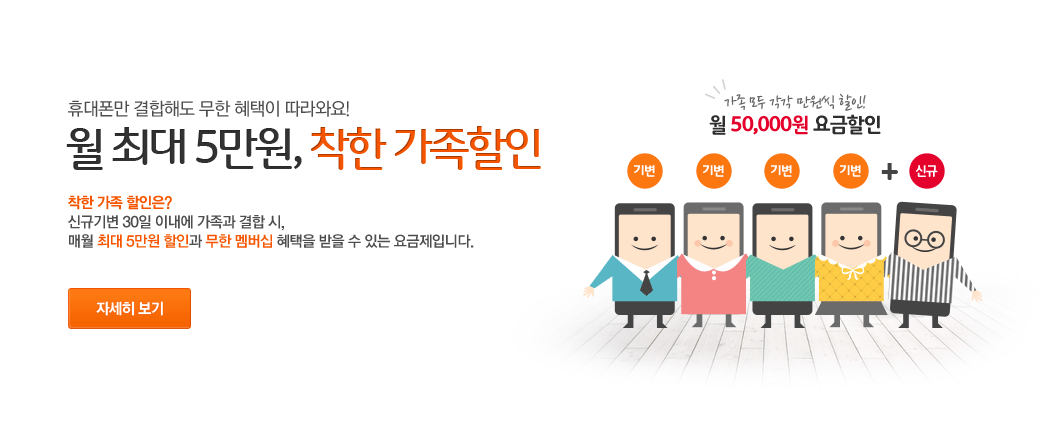 휴대폰만 결합해도 무한 혜택이 따라와요!
월 최대 5만원, 착한 가족할인
착한 가족 할인은?
신규기변 30일 이내에 가족과 결합 시,
매월 최대 5만원 할인과 무한 멤버십 혜택을 받을 수 있는 요금제입니다.
자세히 보기
가족 모두 각각 만원씩 할인!
월 50,000원 요금할인
기변 기변 기변 기변 + 신규